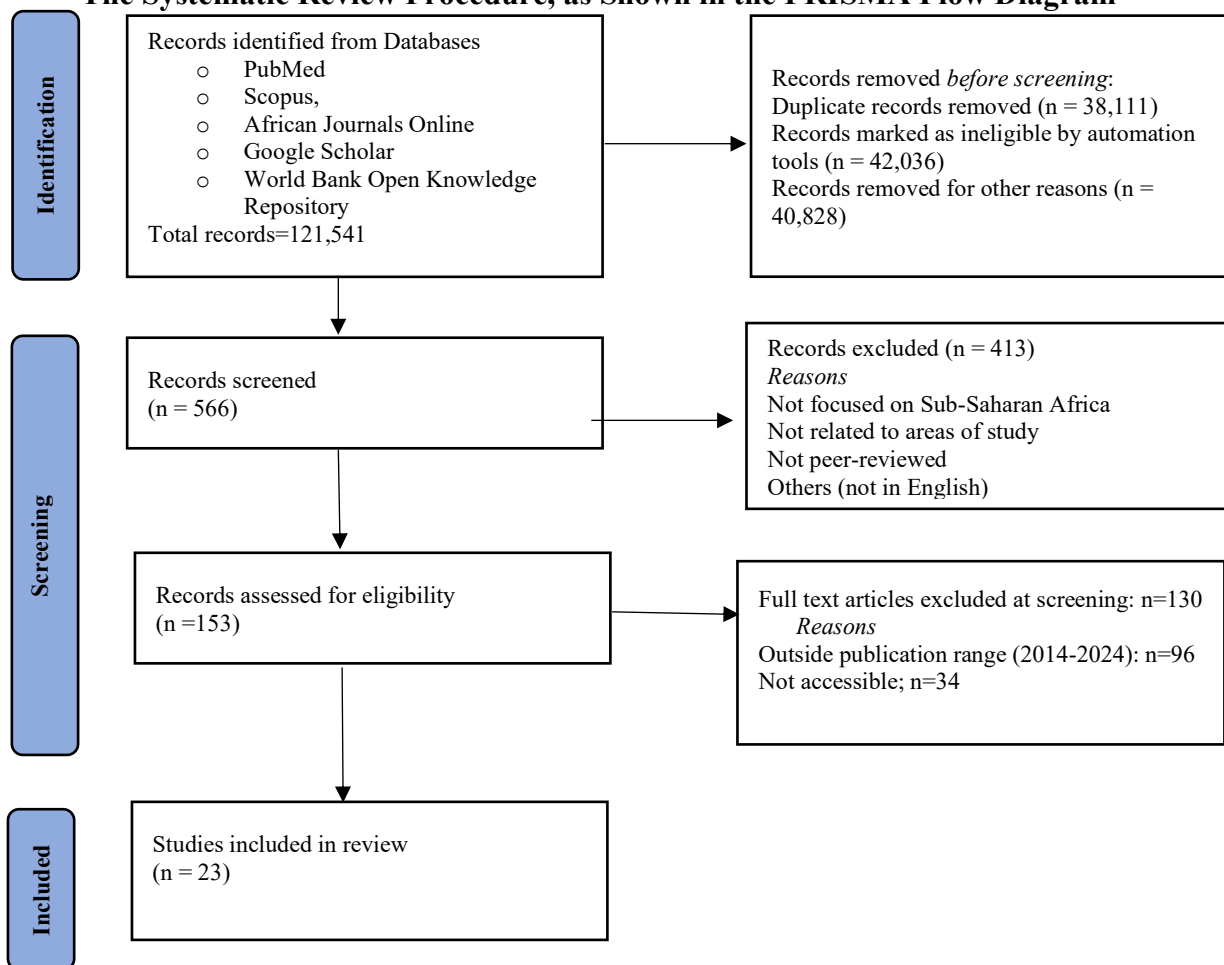 The Systematic Review Procedure, as Shown in the PRISMA Flow Diagram
Identification
Records identified from Databases
o PubMed
o Scopus,
o African Journals Online
o Google Scholar
o World Bank Open Knowledge
Repository
Total records=121,541
Records removed before screening:
Duplicate records removed (n = 38,111)
Records marked as ineligible by automation
tools (n = 42,036)
Records removed for other reasons (n =
40,828)
Screening
Records screened
(n = 566)
Records excluded (n = 413)
Reasons
Not focused on Sub-Saharan Africa
Not related to areas of study
Not peer-reviewed
Others (not in English)
Records assessed for eligibility
(n =153)
Full text articles excluded at screening: n=130
Reasons
Outside publication range (2014-2024): n=96
Not accessible; n=34
Included
Studies included in review
(n = 23)